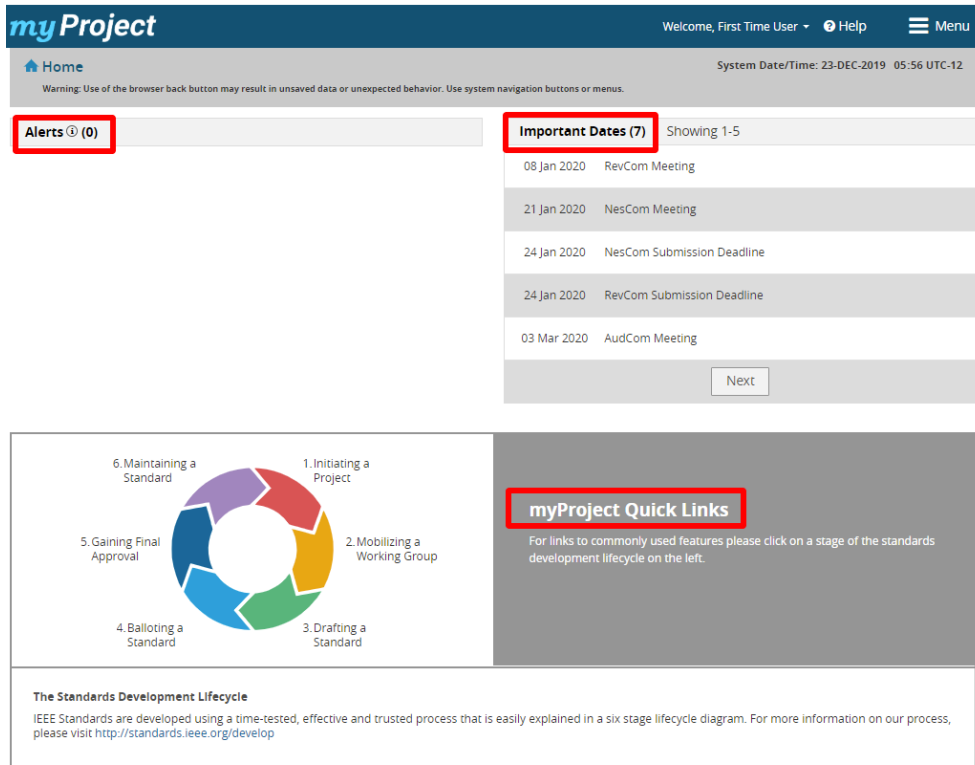 myProject
Welcome, First Time User
Help
Menu
Home
System Date/Time: 23-DEC-2019 05:56 UTC-12
Warning: Use of the browser back button may result in unsaved data or unexpected behavior. Use system navigation buttons or menus.
Alerts (0)
Important Dates (7) Showing 1-5
08 Jan 2020 RevCom Meeting
21 Jan 2020 NesCom Meeting
24 Jan 2020 NesCom Submission Deadline
24 Jan 2020 RevCom Submission Deadline
03 Mar 2020 AudCom Meeting
Next
1.Initiating a
Project
2.Mobilizing a
Working Group
3.Drafting a
Standard
4.Balloting a
Standard
5.Gaining Final
Approval
6.Maintaining a
Standard
myProject Quick Links
For links to commonly used features please click on a stage of the standards
development lifecycle on the left.
The Standards Development Lifecycle
IEEE Standards are developed using a time-tested, effective and trusted process that is easily explained in a six stage lifecycle diagram. For more information on our process,
please visit http://standards.ieee.org/develop